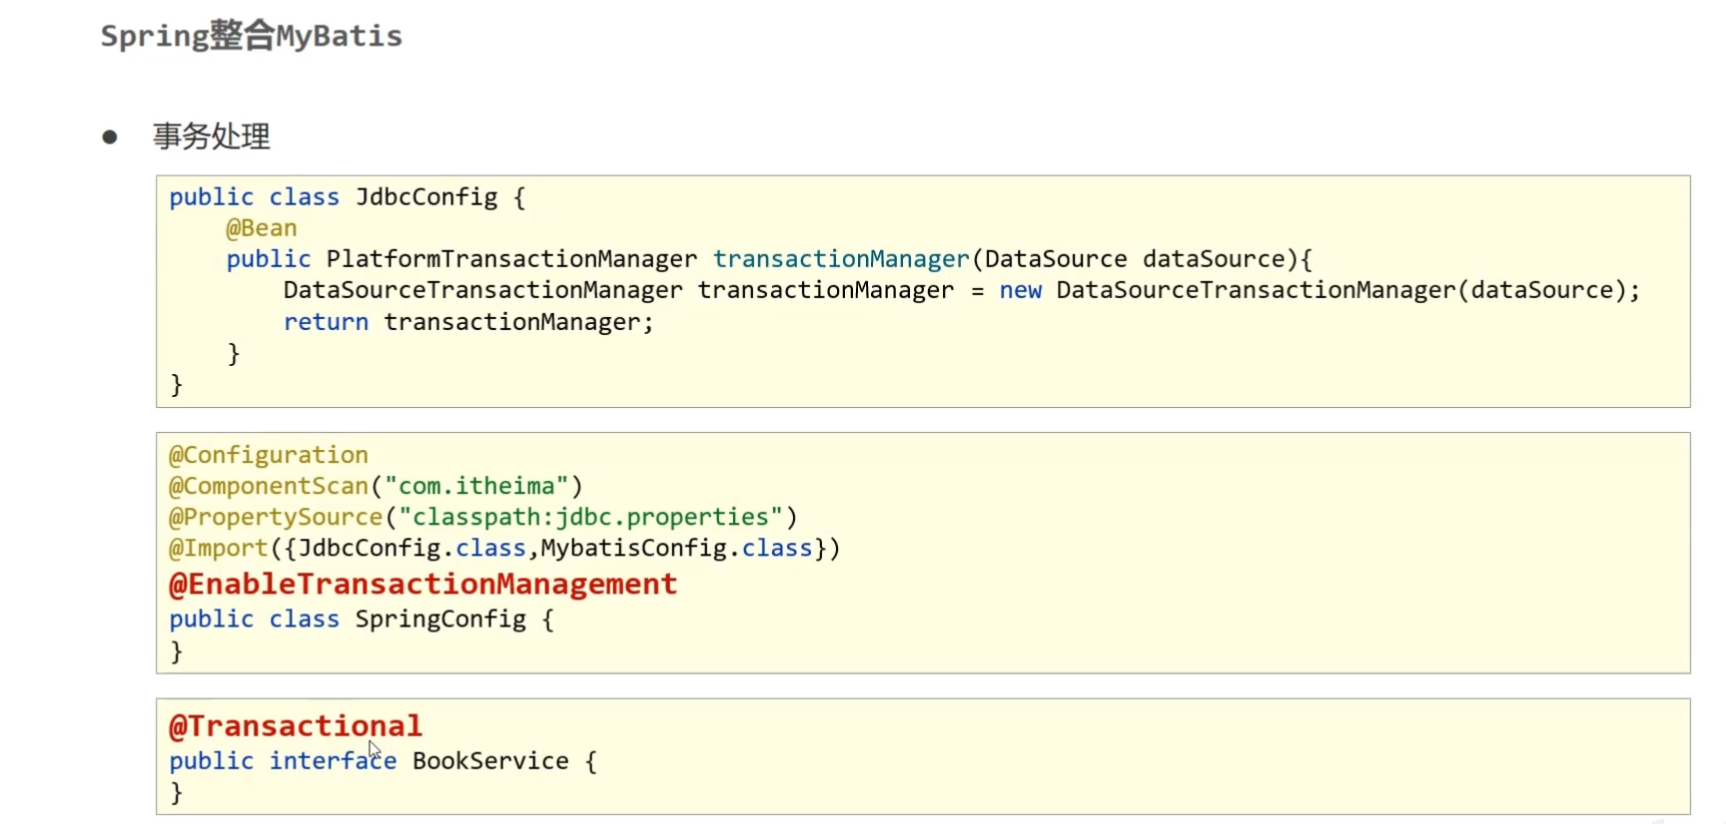 Spring整合MyBatis
● 事务处理
public class JdbcConfig {
    @Bean
    public PlatformTransactionManager transactionManager(DataSource dataSource){
        DataSourceTransactionManager transactionManager = new DataSourceTransactionManager(dataSource);
        return transactionManager;
    }
}
@Configuration
@ComponentScan("com.itheima")
@PropertySource("classpath:jdbc.properties")
@Import({JdbcConfig.class,MybatisConfig.class})
@EnableTransactionManagement
public class SpringConfig {
}
@Transactional
public interface BookService {
}